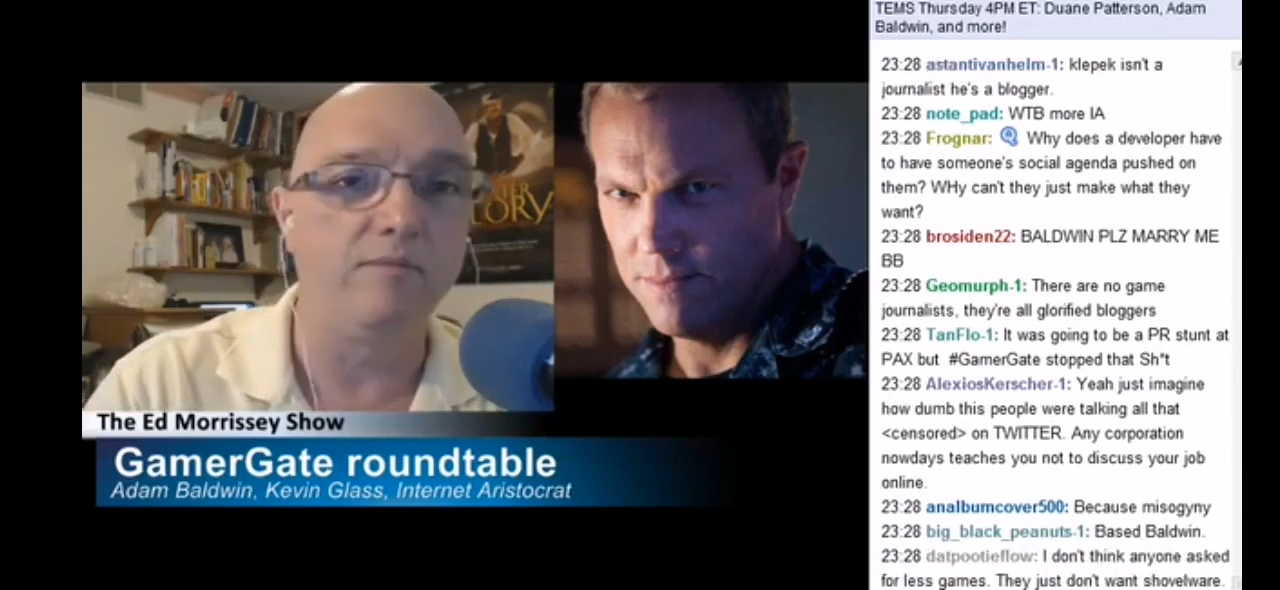 TEMS Thursday 4PM ET: Duane Patterson, Adam
Baldwin, and more!
23:28 astantivanhelm-1: klepek isn't a
journalist he's a blogger.
23:28 note_pad: WTB more IA
23:28 Frognar: Why does a developer have
to have someone's social agenda pushed on
them? WHy can't they just make what they
want?
23:28 brosiden22: BALDWIN PLZ MARRY ME
BB
23:28 Geomurph-1: There are no game
journalists, they're all glorified bloggers
23:28 TanFlo-1: It was going to be a PR stunt at
PAX but #GamerGate stopped that Sh*t
23:28 AlexiosKerscher-1: Yeah just imagine
how dumb this people were talking all that
<censored> on TWITTER. Any corporation
nowdays teaches you not to discuss your job
online.
23:28 analbumcover500: Because misogyny
23:28 big_black_peanuts-1: Based Baldwin.
23:28 datpootieflow: I don't think anyone asked
for less games. They just don't want shovelware.
The Ed Morrissey Show
GamerGate roundtable
Adam Baldwin, Kevin Glass, Internet Aristocrat